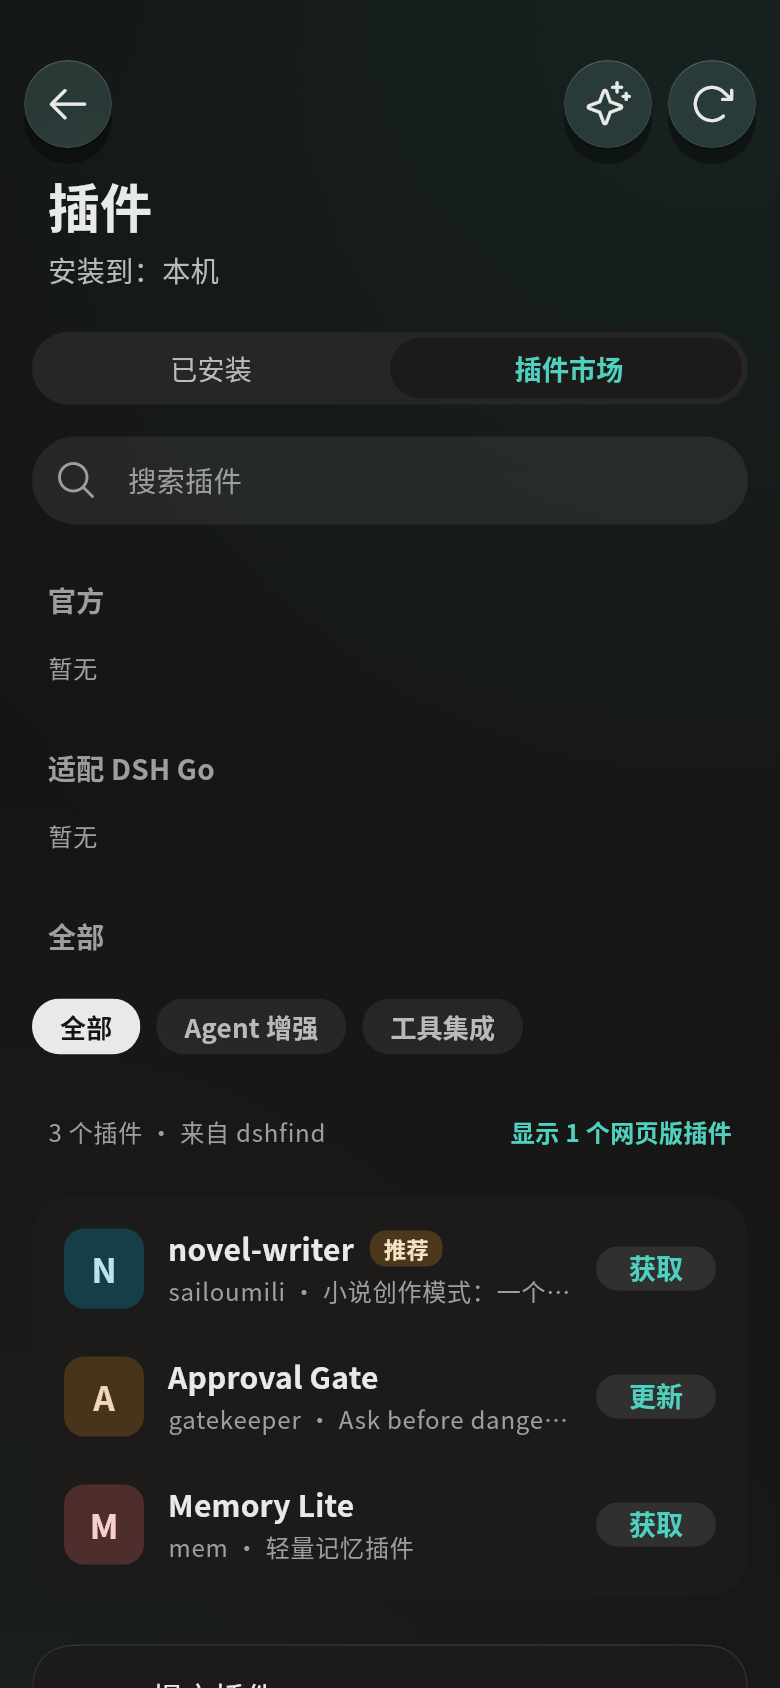 插件
安装到：本机
已安装
插件市场
搜索插件
官方
暂无
适配 DSH Go
暂无
全部
全部
Agent 增强
工具集成
3 个插件 · 来自 dshfind
显示 1 个网页版插件
N
novel-writer
推荐
sailoumili · 小说创作模式：一个…
获取
A
Approval Gate
gatekeeper · Ask before dange…
更新
M
Memory Lite
mem · 轻量记忆插件
获取